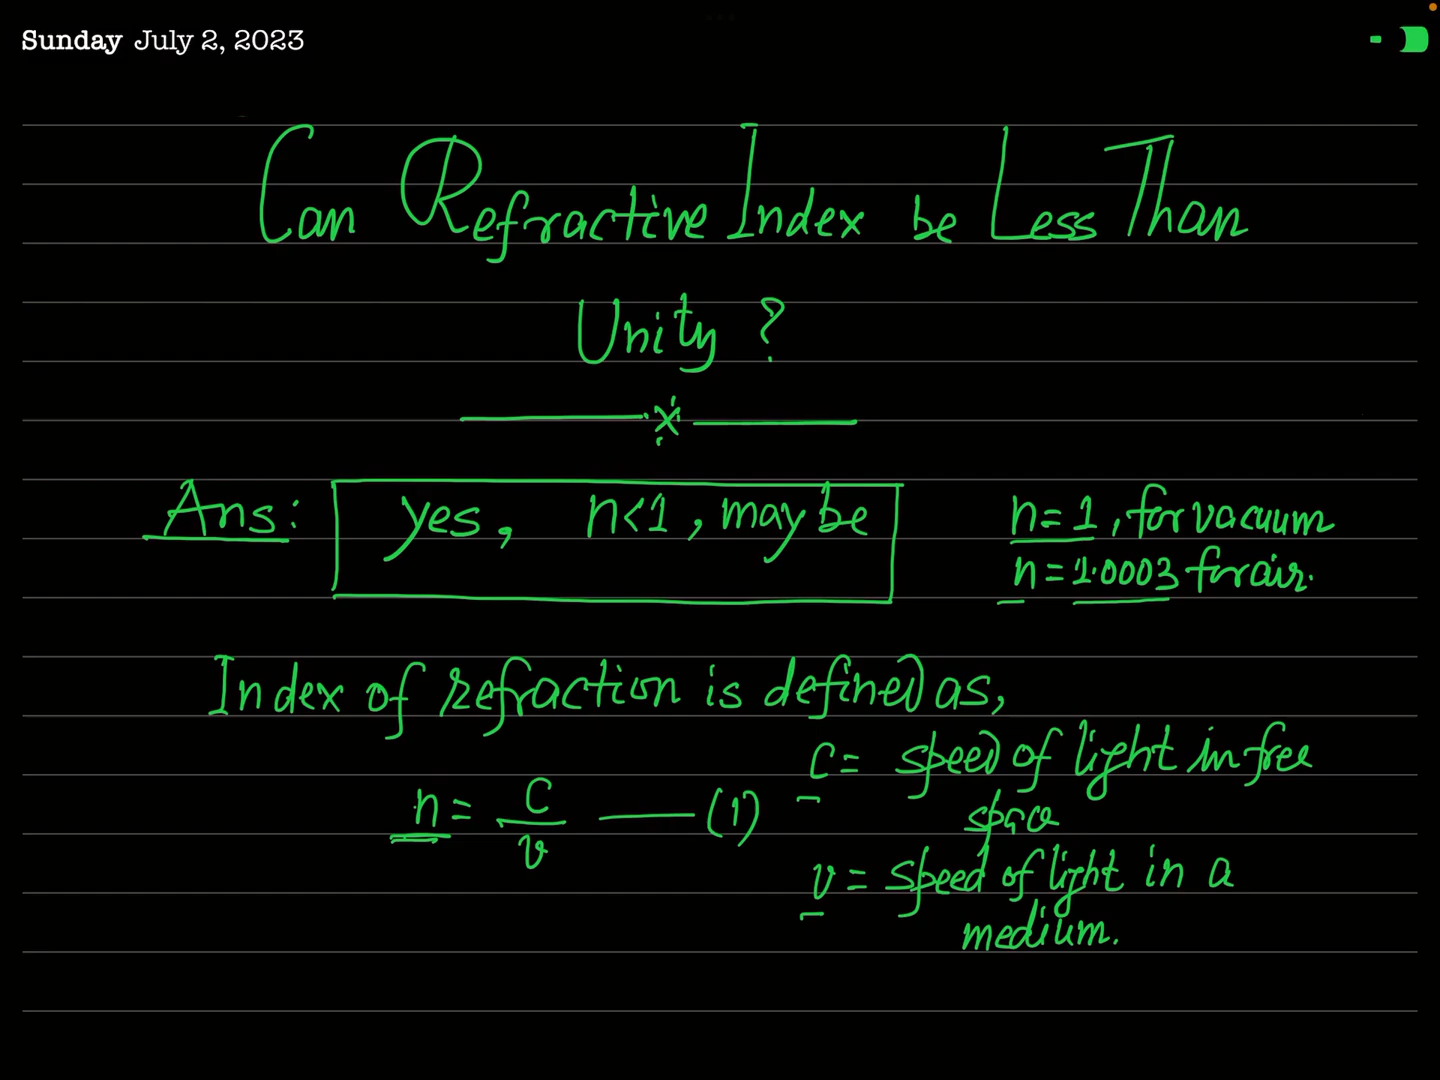 Sunday July 2, 2023
Can Refractive Index be Less Than
Unity ?
Ans: yes, n<1, may be
n = 1, for vacuum
n = 1.0003 for air.
Index of refraction is defined as,
n = c/v —— (1)
c = speed of light in free
space
v = speed of light in a
medium.